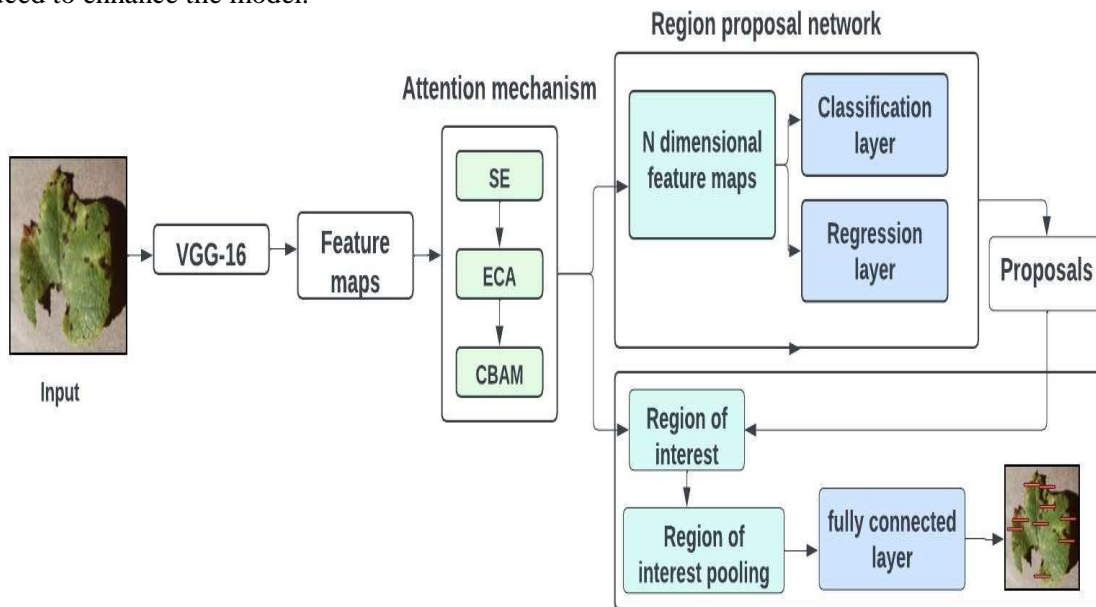 to enhance the model.
Region proposal network
Attention mechanism
Input
VGG-16
Feature
maps
SE
ECA
CBAM
N dimensional
feature maps
Classification
layer
Regression
layer
Proposals
Region of
interest
Region of
interest pooling
fully connected
layer